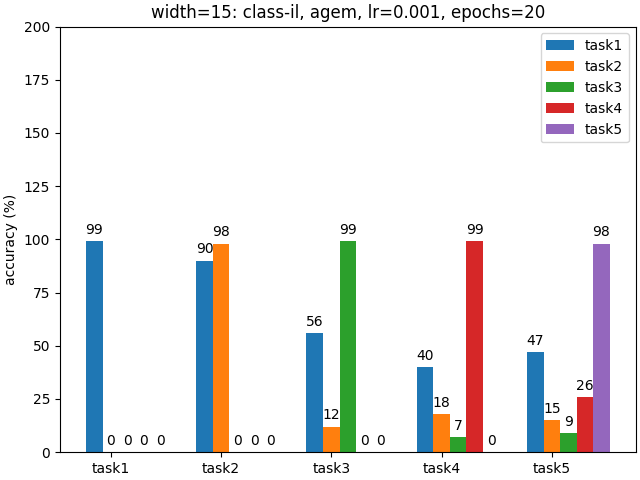 width=15: class-il, agem, lr=0.001, epochs=20
accuracy (%)
200
175
150
125
100
75
50
25
0
task1
task2
task3
task4
task5
99 0 0 0 0
90 98 0 0 0
56 12 99 0 0
40 18 7 99 0
47 15 9 26 98
task1 task2 task3 task4 task5